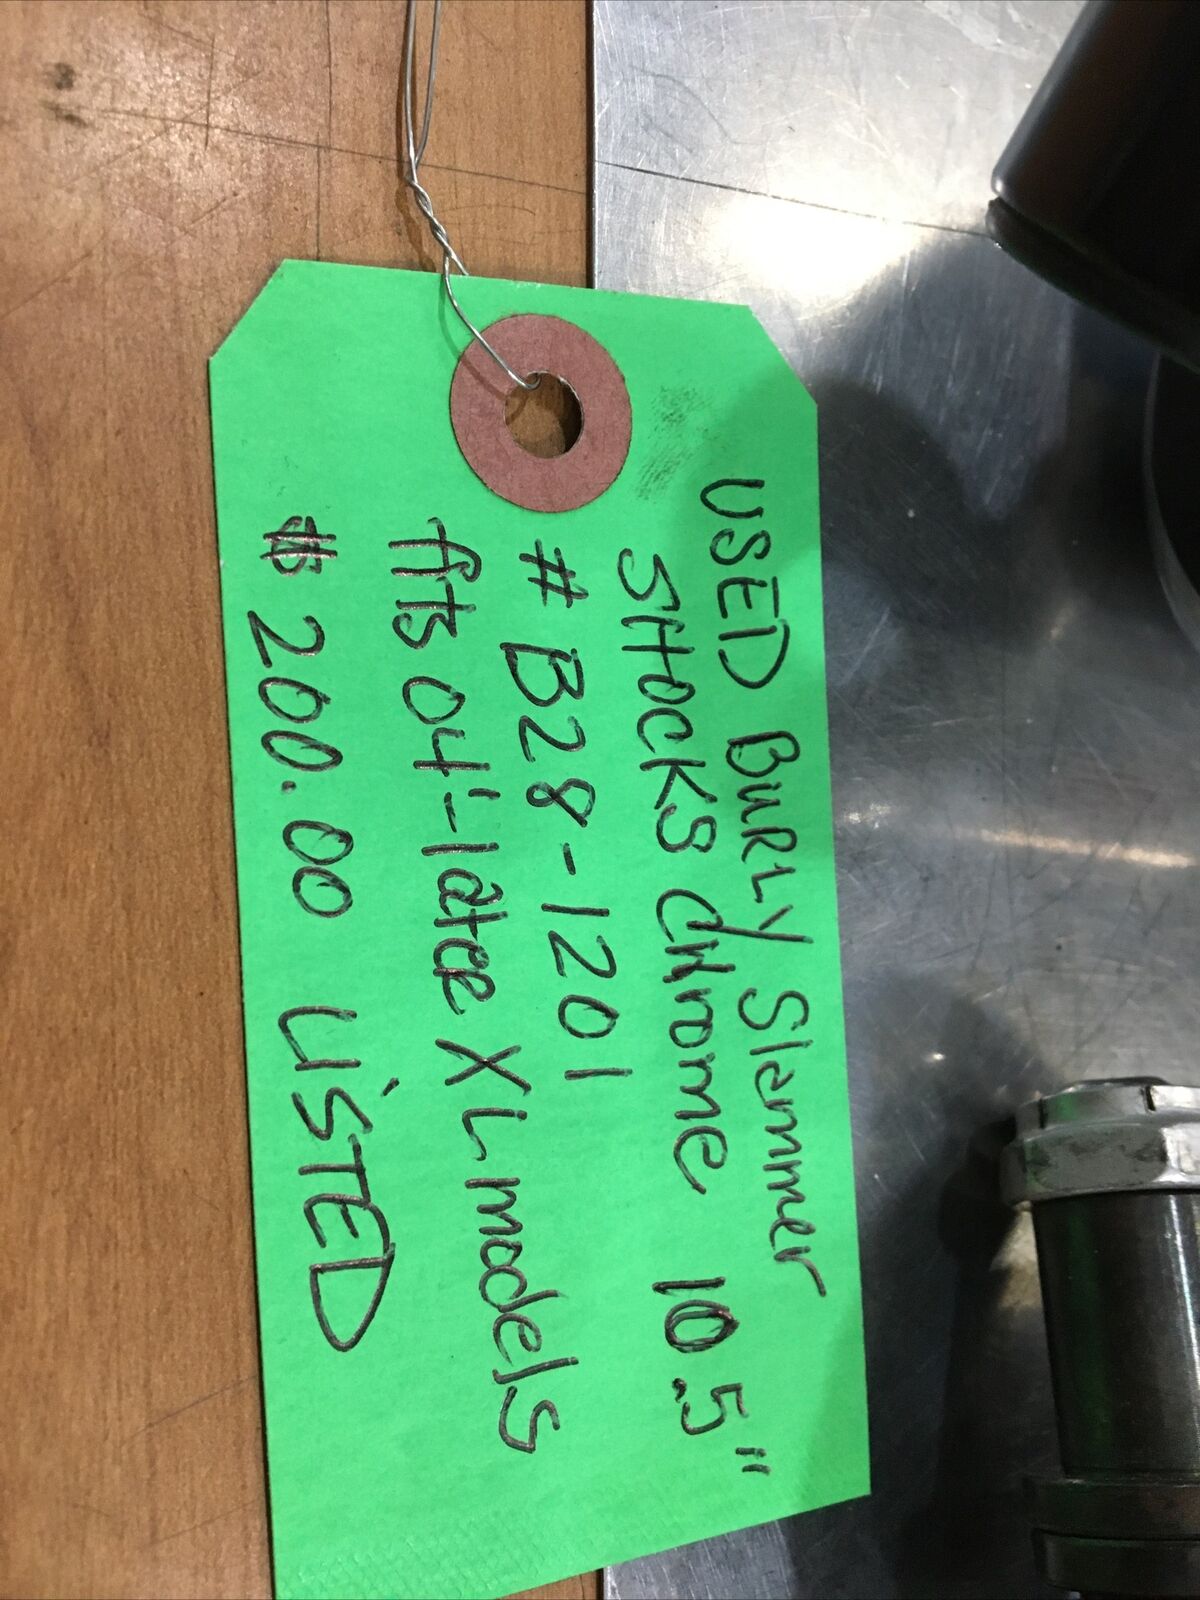 USED BURLY Slammer
SHOCKS CHrome 10.5"
# B28-1201
fits 04'-later XL models
$ 200.00 LiSTED